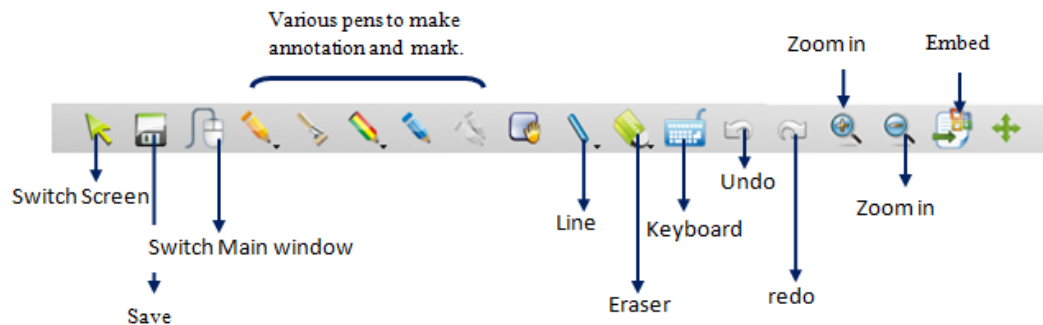 Various pens to make
annotation and mark.
Zoom in
Embed
Switch Screen
Undo
Zoom in
Line
Keyboard
Switch Main window
Eraser
redo
Save